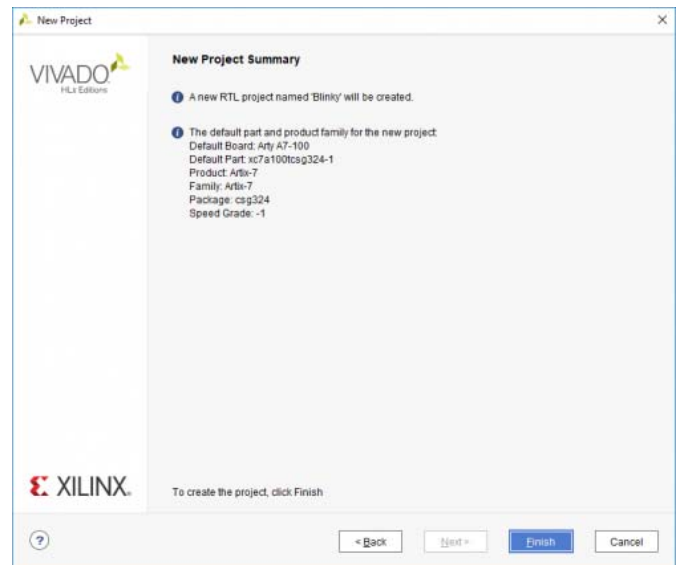 New Project
VIVADO
HLx Editions
New Project Summary
A new RTL project named 'Blinky' will be created.
The default part and product family for the new project:
Default Board: Arty A7-100
Default Part: xc7a100tcsg324-1
Product: Artix-7
Family: Artix-7
Package: csg324
Speed Grade: -1
XILINX
To create the project, click Finish
?
< Back
Next >
Finish
Cancel